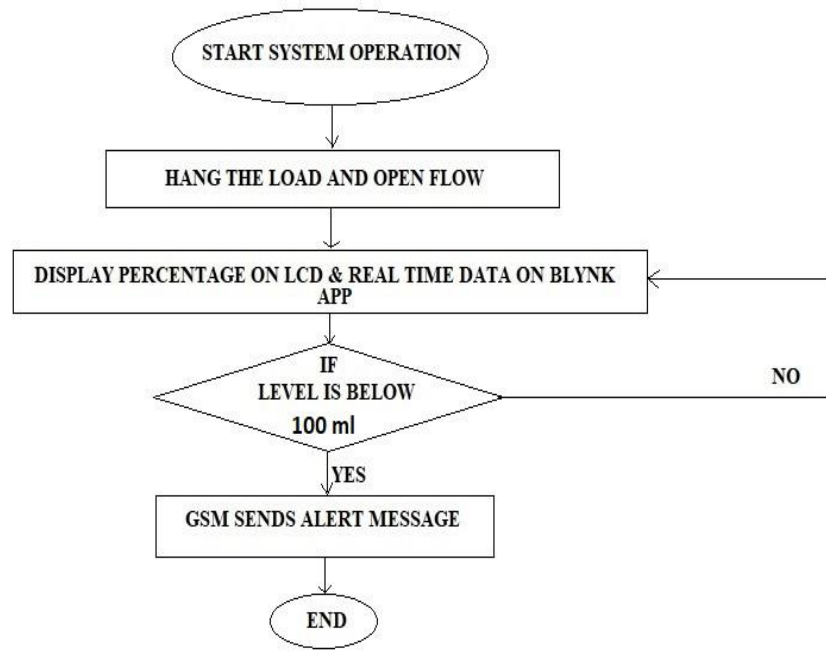 START SYSTEM OPERATION
HANG THE LOAD AND OPEN FLOW
DISPLAY PERCENTAGE ON LCD & REAL TIME DATA ON BLYNK
APP
IF
LEVEL IS BELOW
100 ml
NO
YES
GSM SENDS ALERT MESSAGE
END